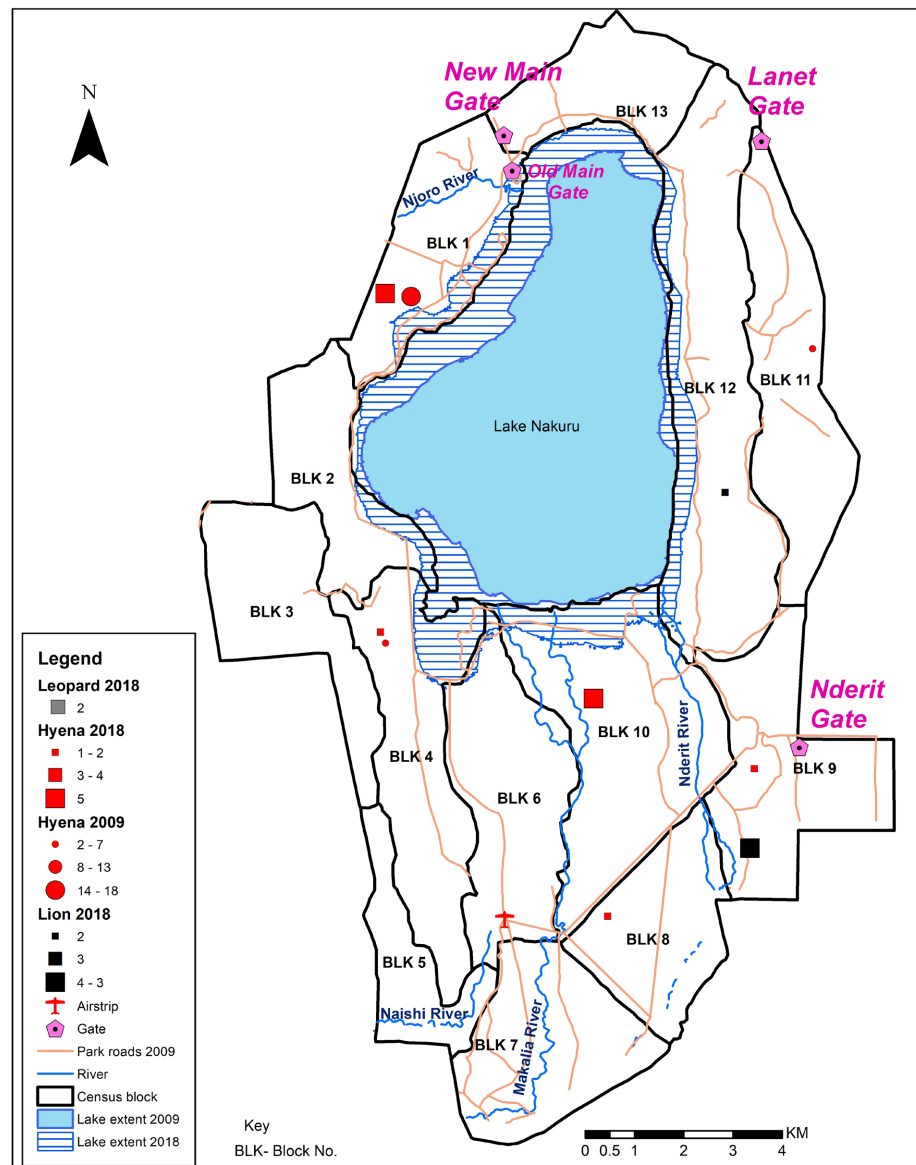 New Main
Gate
Lanet
Gate
N
BLK 13
Old Main
Gate
Njoro River
BLK 1
BLK 12
BLK 11
Lake Nakuru
BLK 2
BLK 3
Nderit
Gate
BLK 10
Nderit River
BLK 4
BLK 9
BLK 6
BLK 8
BLK 5
Naishi River
BLK 7
Makalia River
Legend
Leopard 2018
2
Hyena 2018
1 - 2
3 - 4
5
Hyena 2009
2 - 7
8 - 13
14 - 18
Lion 2018
2
3
4 - 3
Airstrip
Gate
Park roads 2009
River
Census block
Lake extent 2009
Lake extent 2018
Key
BLK- Block No.
KM
0 0.5 1 2 3 4